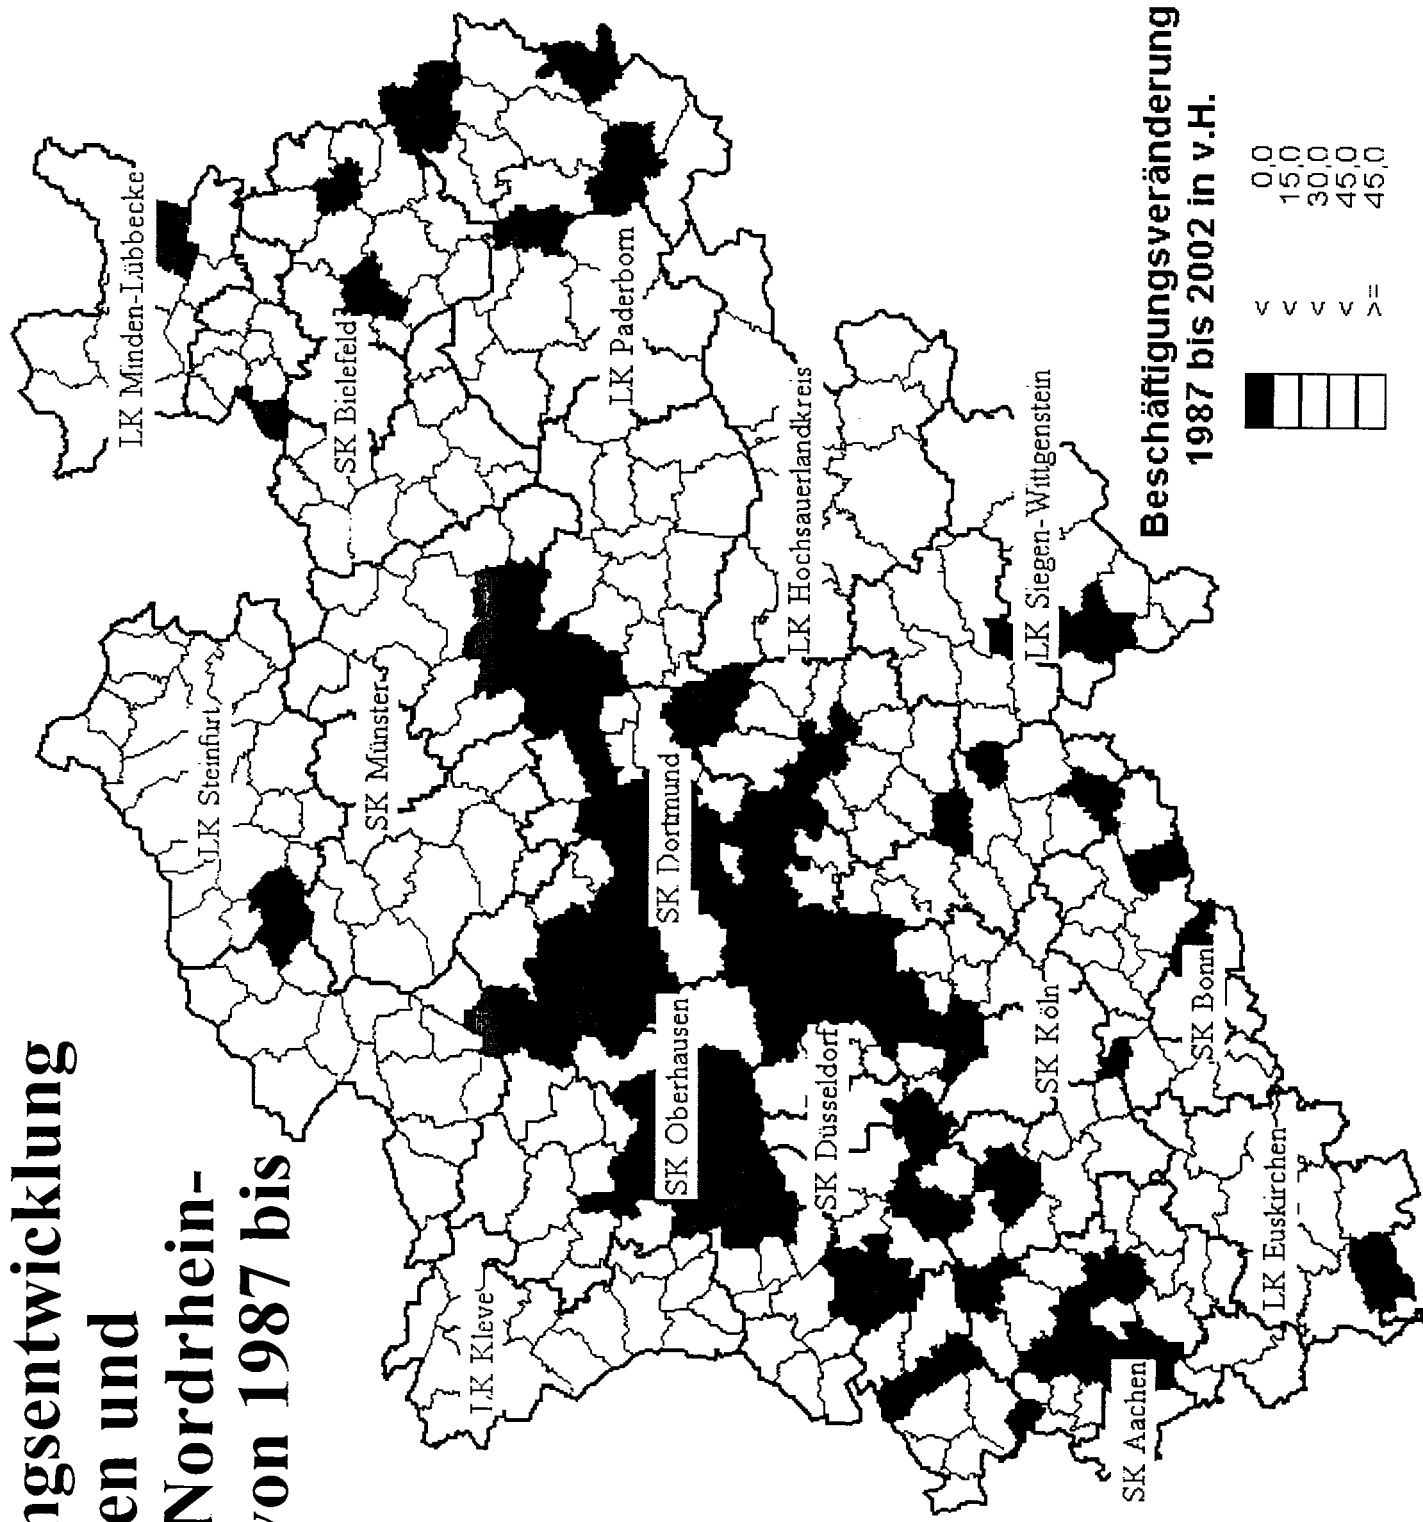 ngsentwicklung
en und
Nordrhein-
von 1987 bis
LK Minden-Lübbecke
LK Steinfurt
SK Bielefeld
SK Münster
LK Kleve
LK Paderborn
SK Dortmund
SK Oberhausen
LK Hochsauerlandkreis
SK Düsseldorf
LK Siegen-Wittgenstein
SK Köln
SK Aachen
SK Bonn
LK Euskirchen
Beschäftigungsveränderung
1987 bis 2002 in v.H.
< 0,0
< 15,0
< 30,0
< 45,0
>= 45,0